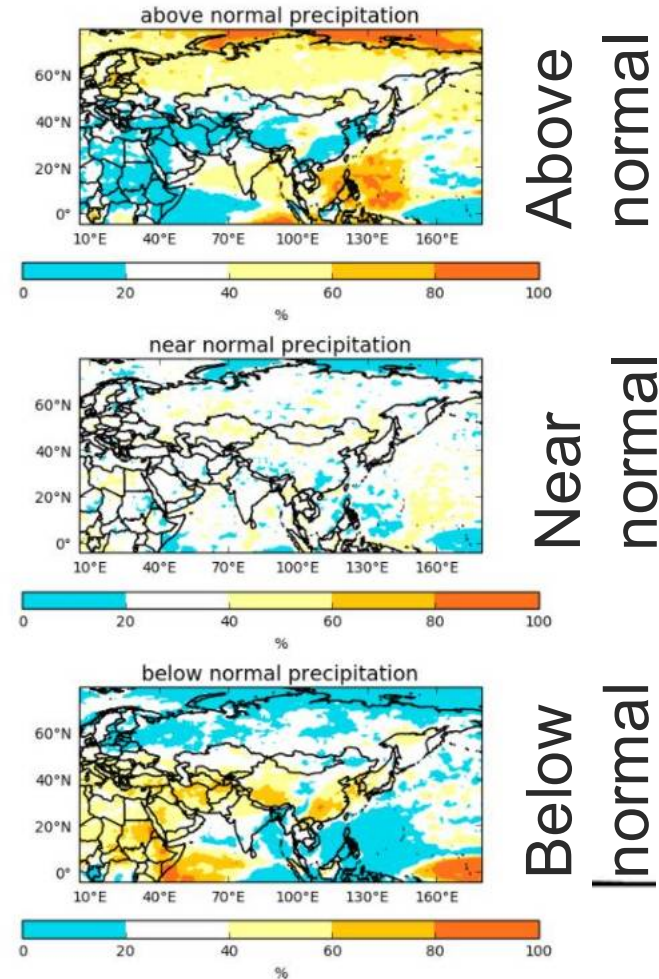 above normal precipitation
60°N
40°N
20°N
0°
10°E 40°E 70°E 100°E 130°E 160°E
0 20 40 60 80 100
%
Above normal
near normal precipitation
60°N
40°N
20°N
0°
10°E 40°E 70°E 100°E 130°E 160°E
0 20 40 60 80 100
%
Near normal
below normal precipitation
60°N
40°N
20°N
0°
10°E 40°E 70°E 100°E 130°E 160°E
0 20 40 60 80 100
%
Below normal